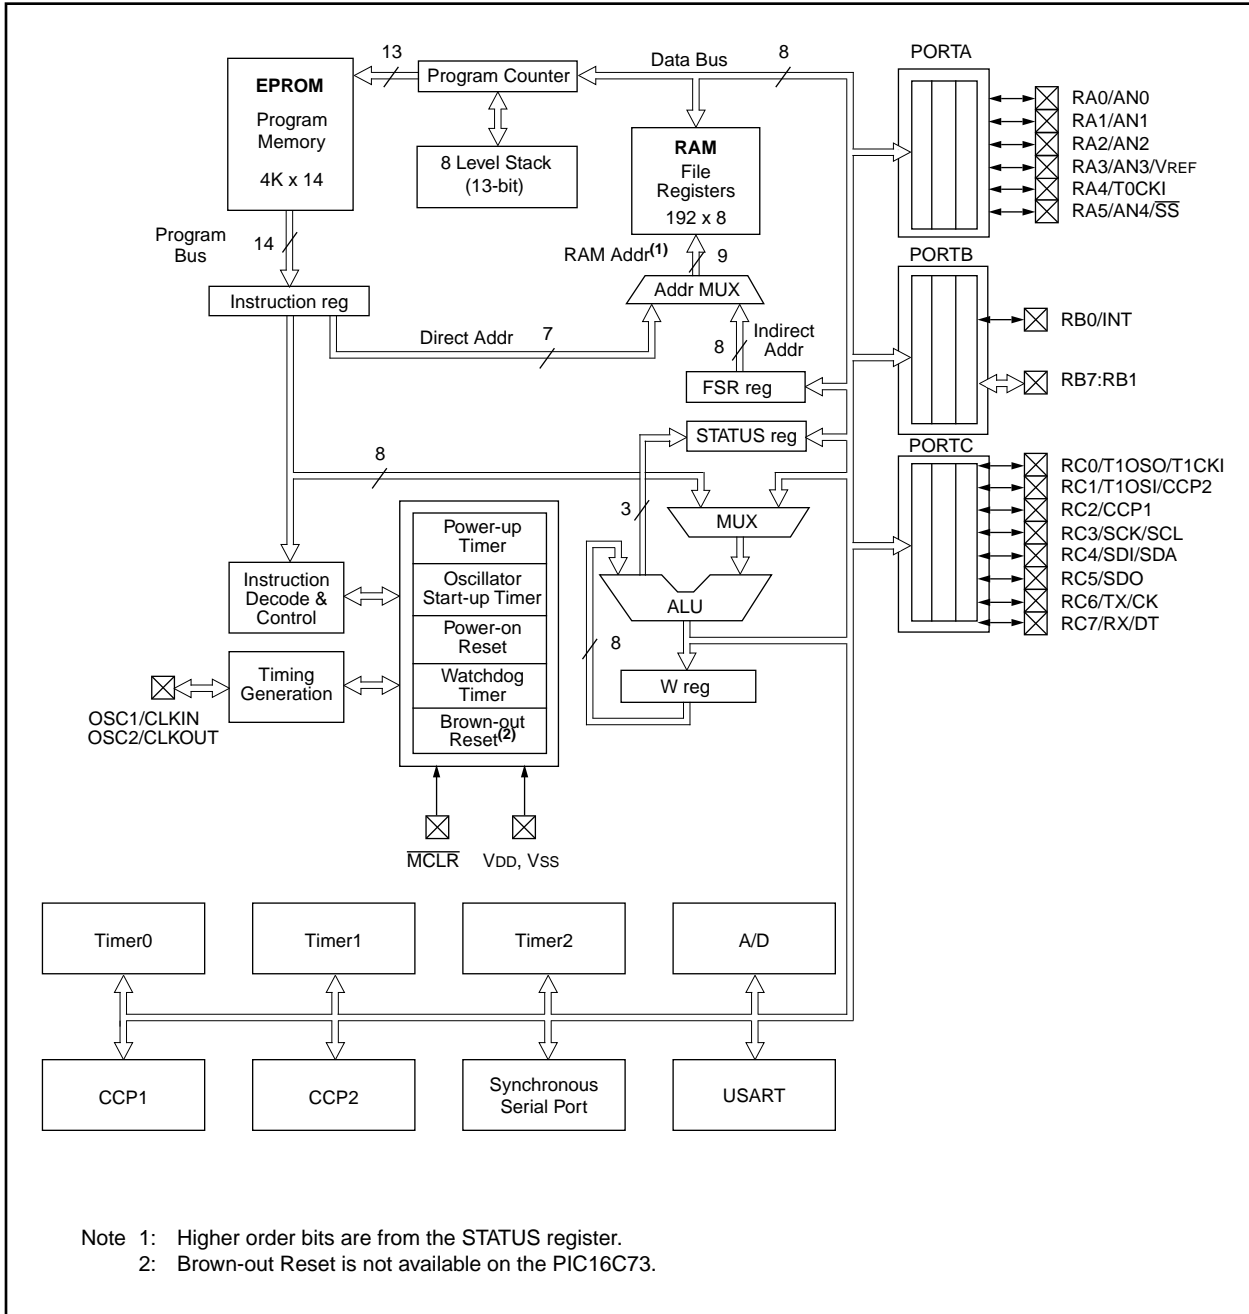 13
Program Counter
Data Bus
8
PORTA
EPROM
Program
Memory
4K x 14
8 Level Stack
(13-bit)
RAM
File
Registers
192 x 8
RA0/AN0
RA1/AN1
RA2/AN2
RA3/AN3/VREF
RA4/T0CKI
RA5/AN4/SS
Program
Bus
14
RAM Addr(1)
9
PORTB
Instruction reg
Addr MUX
Direct Addr
7
8
Indirect
Addr
RB0/INT
FSR reg
RB7:RB1
STATUS reg
PORTC
8
3
MUX
RC0/T1OSO/T1CKI
RC1/T1OSI/CCP2
RC2/CCP1
RC3/SCK/SCL
RC4/SDI/SDA
RC5/SDO
RC6/TX/CK
RC7/RX/DT
Power-up
Timer
Instruction
Decode &
Control
Oscillator
Start-up Timer
ALU
Power-on
Reset
8
Timing
Generation
Watchdog
Timer
W reg
OSC1/CLKIN
OSC2/CLKOUT
Brown-out
Reset(2)
MCLR
VDD, VSS
Timer0
Timer1
Timer2
A/D
CCP1
CCP2
Synchronous
Serial Port
USART
Note 1: Higher order bits are from the STATUS register.
2: Brown-out Reset is not available on the PIC16C73.